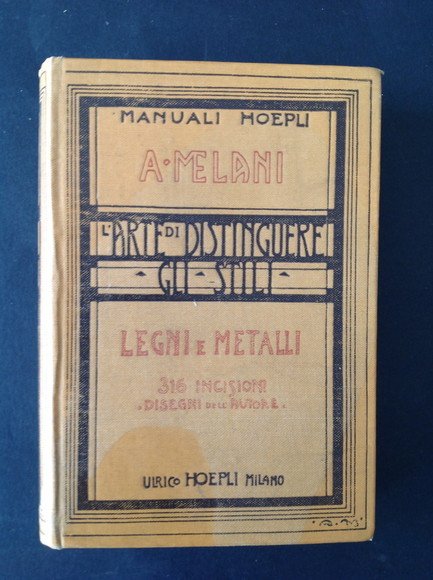 MANUALI HOEPLI
A·MELANI
L'ARTE DI DISTINGUERE
GLI - STILI
LEGNI E METALLI
316 INCISIONI
·DISEGNI DELL'AUTORE·
ULRICO HOEPLI MILANO